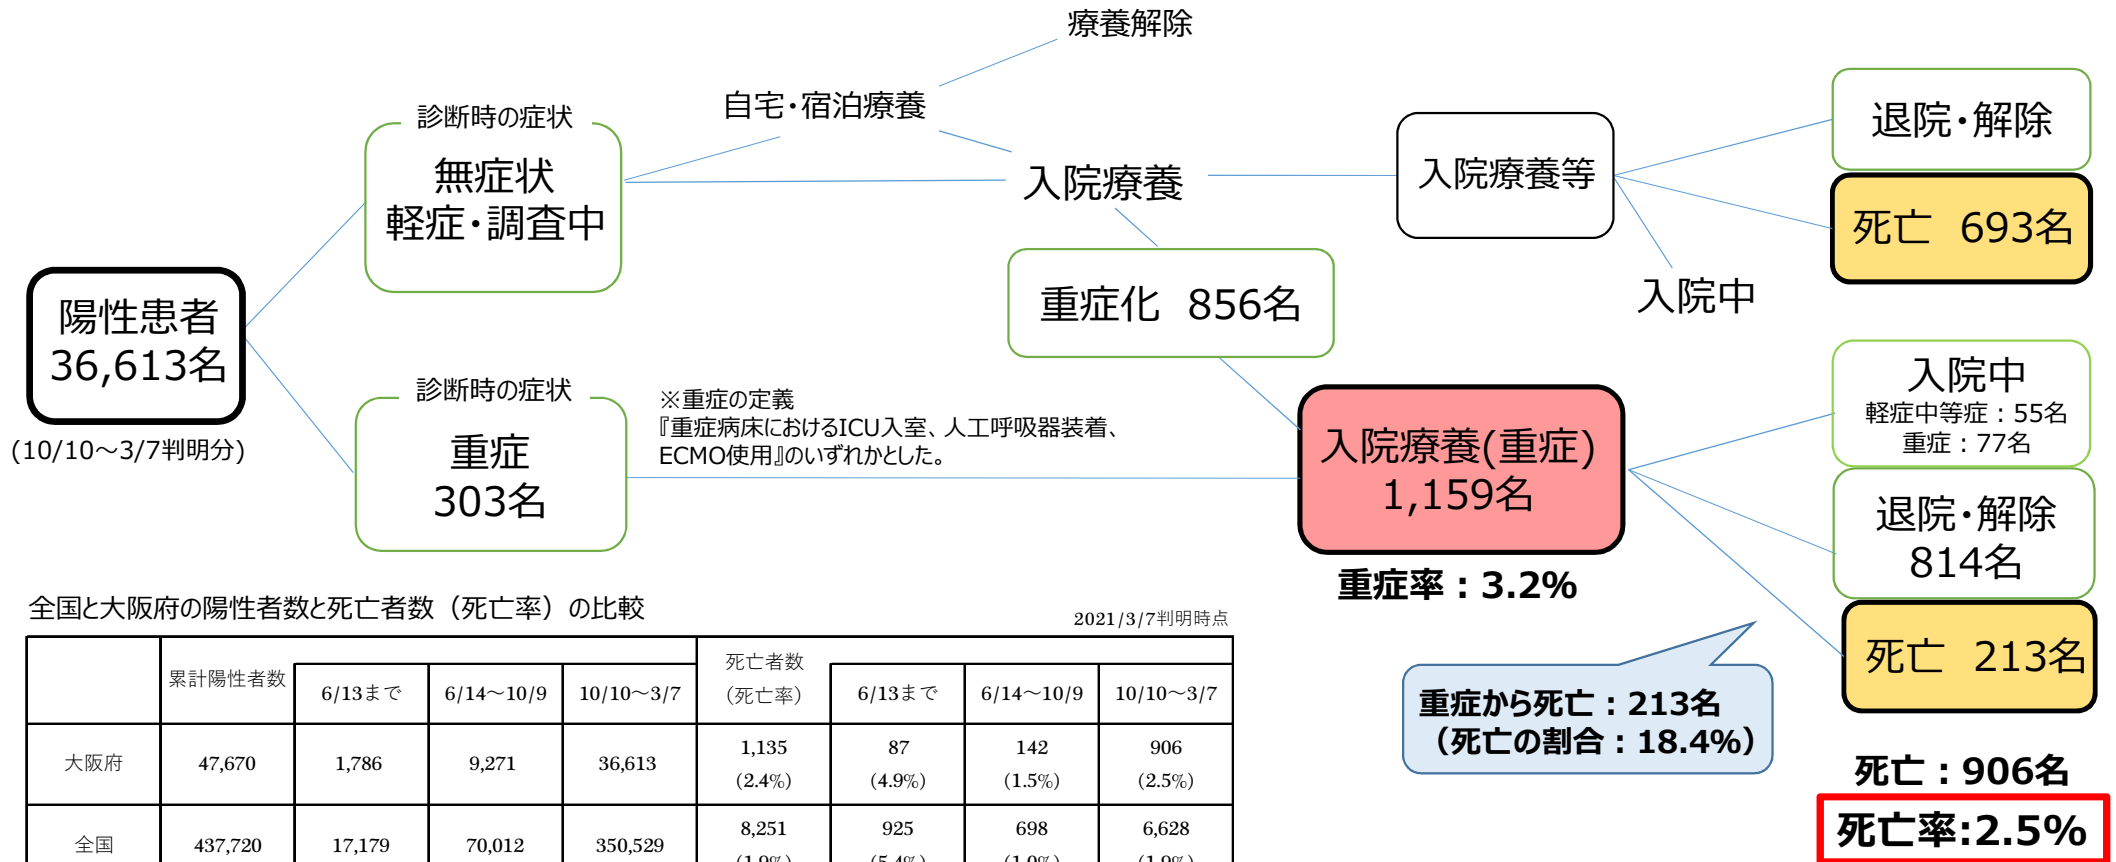 療養解除
自宅・宿泊療養
診断時の症状
無症状
軽症・調査中
入院療養
入院療養等
退院・解除
死亡 693名
入院中
重症化 856名
陽性患者
36,613名
(10/10～3/7判明分)
診断時の症状
重症
303名
※重症の定義
『重症病床におけるICU入室、人工呼吸器装着、
ECMO使用』のいずれかとした。
入院療養(重症)
1,159名
重症率：3.2%
入院中
軽症中等症：55名
重症：77名
退院・解除
814名
死亡 213名
重症から死亡：213名
（死亡の割合：18.4%）
死亡：906名
死亡率:2.5%
全国と大阪府の陽性者数と死亡者数（死亡率）の比較
2021/3/7判明時点
累計陽性者数 6/13まで 6/14～10/9 10/10～3/7 死亡者数（死亡率） 6/13まで 6/14～10/9 10/10～3/7
大阪府 47,670 1,786 9,271 36,613 1,135 87 142 906
(2.4%) (4.9%) (1.5%) (2.5%)
全国 437,720 17,179 70,012 350,529 8,251 925 698 6,628
(1.9%) (5.4%) (1.0%) (1.9%)